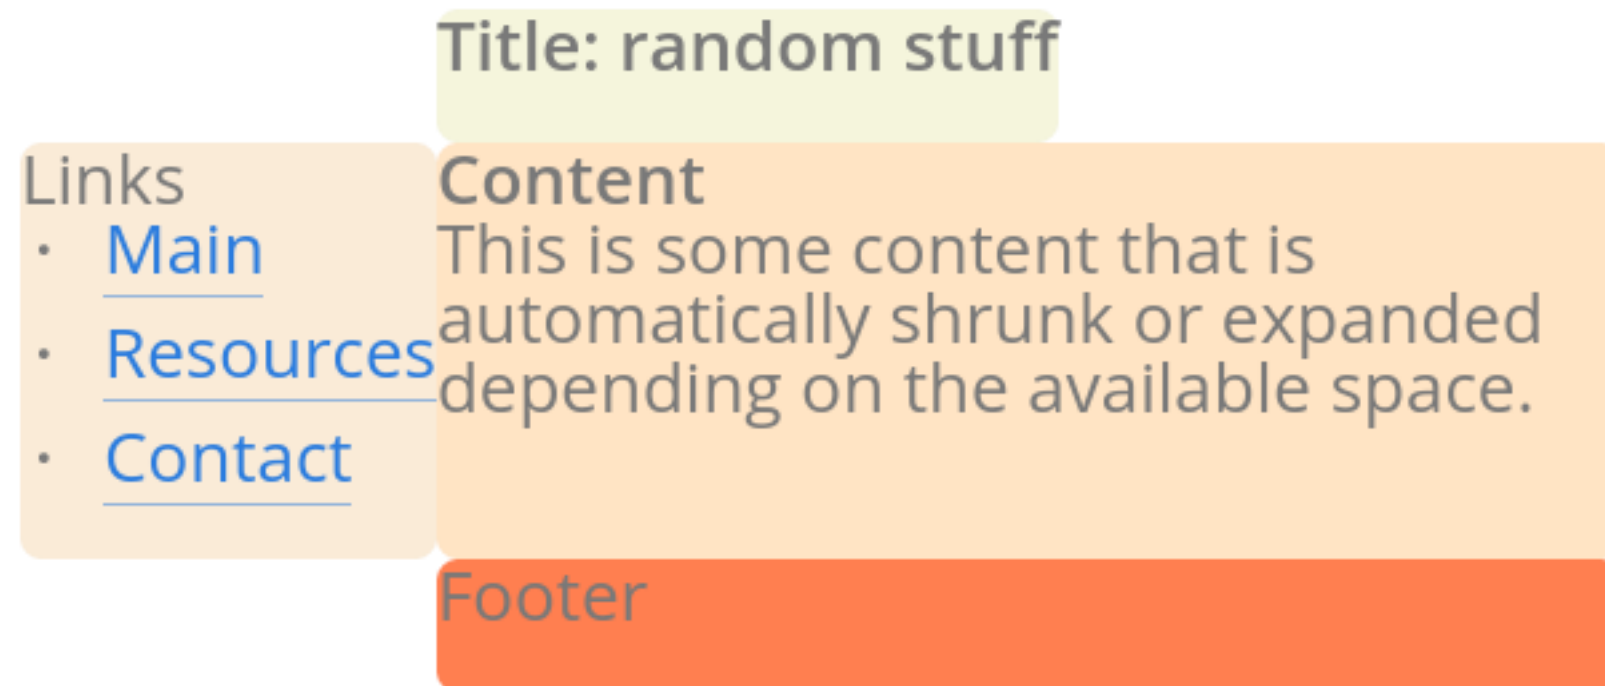 Title: random stuff
Links
· Main
· Resources
· Contact
Content
This is some content that is
automatically shrunk or expanded
depending on the available space.
Footer